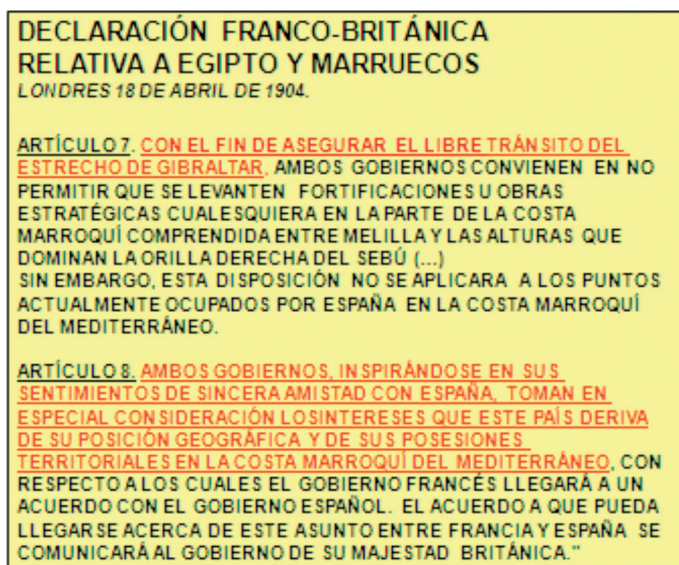 DECLARACIÓN FRANCO-BRITÁNICA
RELATIVA A EGIPTO Y MARRUECOS
LONDRES 18 DE ABRIL DE 1904.
ARTÍCULO 7. CON EL FIN DE ASEGURAR EL LIBRE TRÁNSITO DEL
ESTRECHO DE GIBRALTAR, AMBOS GOBIERNOS CONVIENEN EN NO
PERMITIR QUE SE LEVANTEN FORTIFICACIONES U OBRAS
ESTRATÉGICAS CUALESQUIERA EN LA PARTE DE LA COSTA
MARROQUÍ COMPRENDIDA ENTRE MELILLA Y LAS ALTURAS QUE
DOMINAN LA ORILLA DERECHA DEL SEBÚ (...)
SIN EMBARGO, ESTA DISPOSICIÓN NO SE APLICARA A LOS PUNTOS
ACTUALMENTE OCUPADOS POR ESPAÑA EN LA COSTA MARROQUÍ
DEL MEDITERRÁNEO.
ARTÍCULO 8. AMBOS GOBIERNOS, INSPIRÁNDOSE EN SUS
SENTIMIENTOS DE SINCERA AMISTAD CON ESPAÑA, TOMAN EN
ESPECIAL CONSIDERACIÓN LOSINTERESES QUE ESTE PAÍS DERIVA
DE SU POSICIÓN GEOGRÁFICA Y DE SUS POSESIONES
TERRITORIALES EN LA COSTA MARROQUÍ DEL MEDITERRÁNEO, CON
RESPECTO A LOS CUALES EL GOBIERNO FRANCÉS LLEGARÁ A UN
ACUERDO CON EL GOBIERNO ESPAÑOL. EL ACUERDO A QUE PUEDA
LLEGARSE ACERCA DE ESTE ASUNTO ENTRE FRANCIA Y ESPAÑA SE
COMUNICARÁ AL GOBIERNO DE SU MAJESTAD BRITÁNICA."